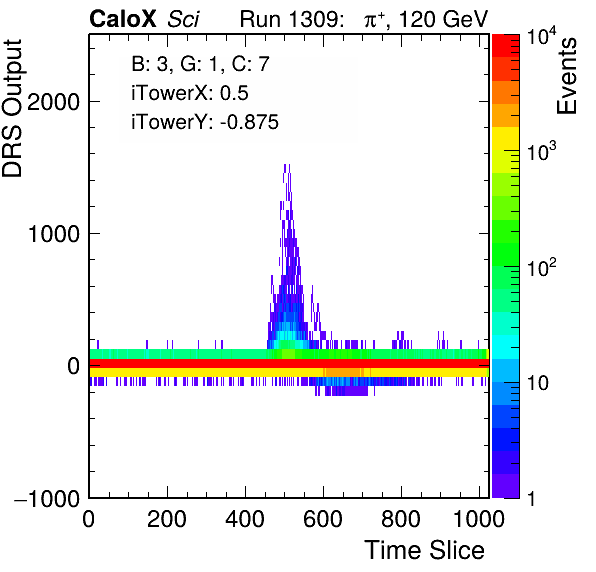 CaloX Sci Run 1309: π⁺, 120 GeV
B: 3, G: 1, C: 7
iTowerX: 0.5
iTowerY: -0.875
DRS Output
2000
1000
0
−1000
0 200 400 600 800 1000
Time Slice
Events
10⁴
10³
10²
10
1